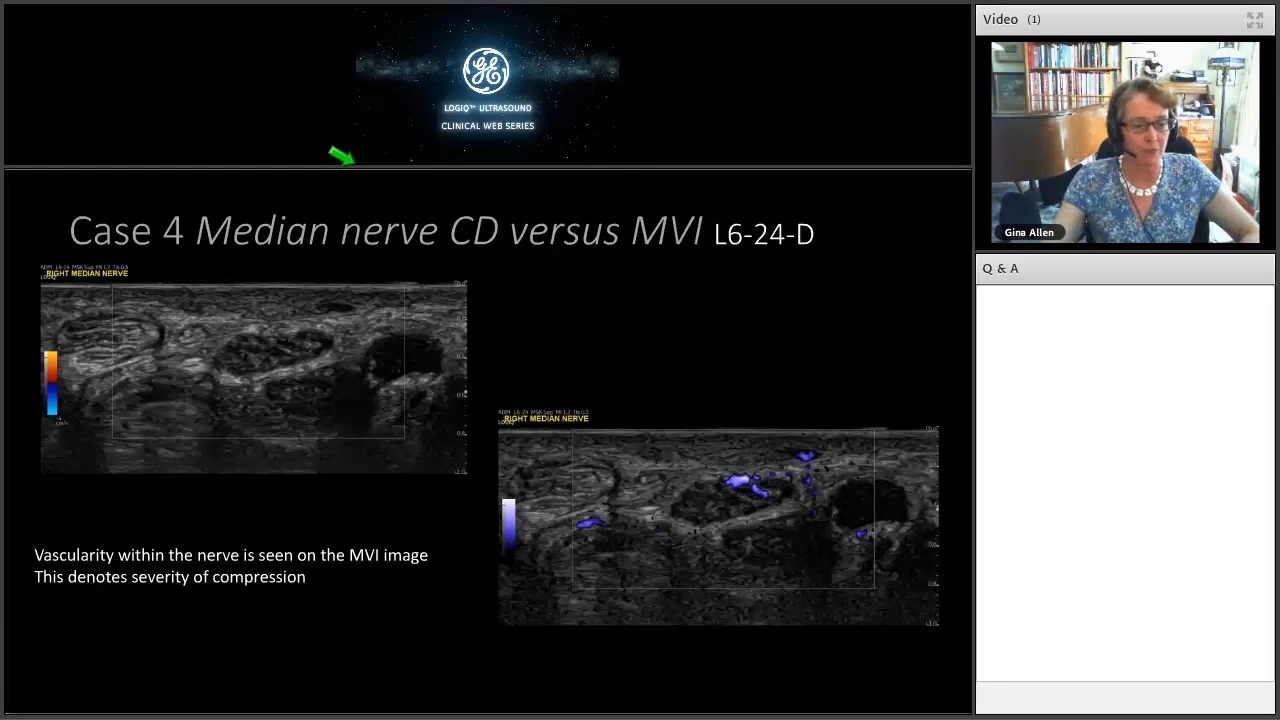 LOGIQ™ ULTRASOUND
CLINICAL WEB SERIES
Case 4 Median nerve CD versus MVI L6-24-D
RIGHT MEDIAN NERVE
RIGHT MEDIAN NERVE
Vascularity within the nerve is seen on the MVI image
This denotes severity of compression
Video (1)
Gina Allen
Q & A